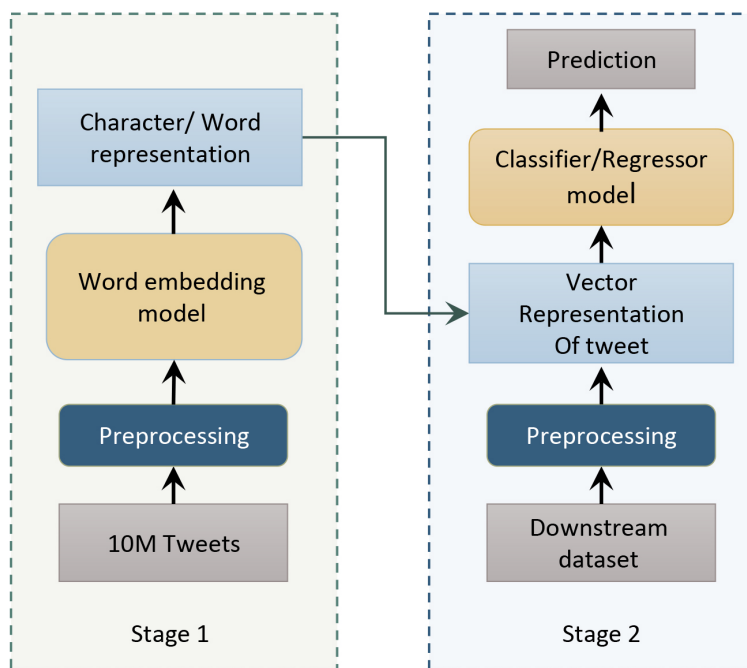 Character/ Word
representation
Word embedding
model
Preprocessing
10M Tweets
Stage 1
Prediction
Classifier/Regressor
model
Vector
Representation
Of tweet
Preprocessing
Downstream
dataset
Stage 2